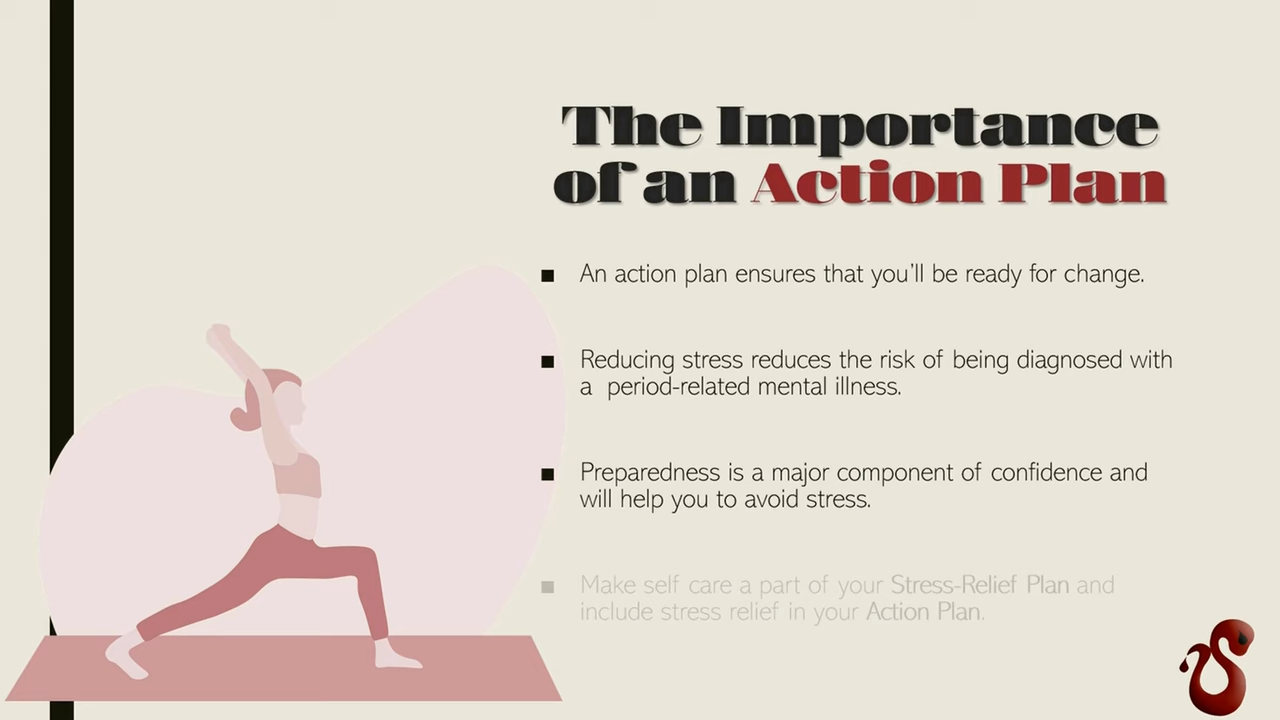 The Importance
of an Action Plan
■ An action plan ensures that you'll be ready for change.
■ Reducing stress reduces the risk of being diagnosed with
a  period-related mental illness.
■ Preparedness is a major component of confidence and
will help you to avoid stress.
■ Make self care a part of your Stress-Relief Plan and
include stress relief in your Action Plan.